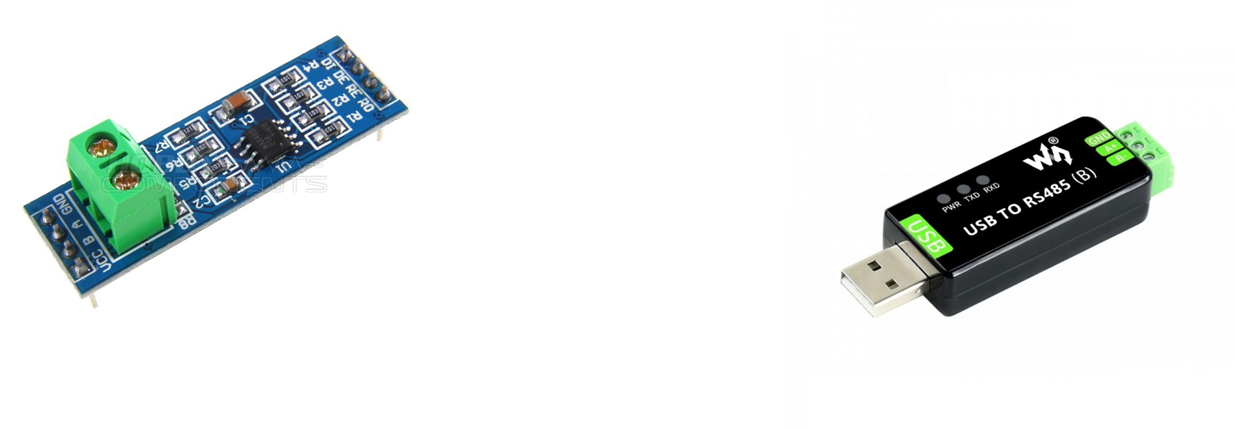 DI
DE
RE
RO
R4
R3
R2
R1
C1
U1
R7
R6
R5
C2
R8
VCC B A GND
GND
A+
B-
PWR TXD RXD
USB TO RS485 (B)
USB